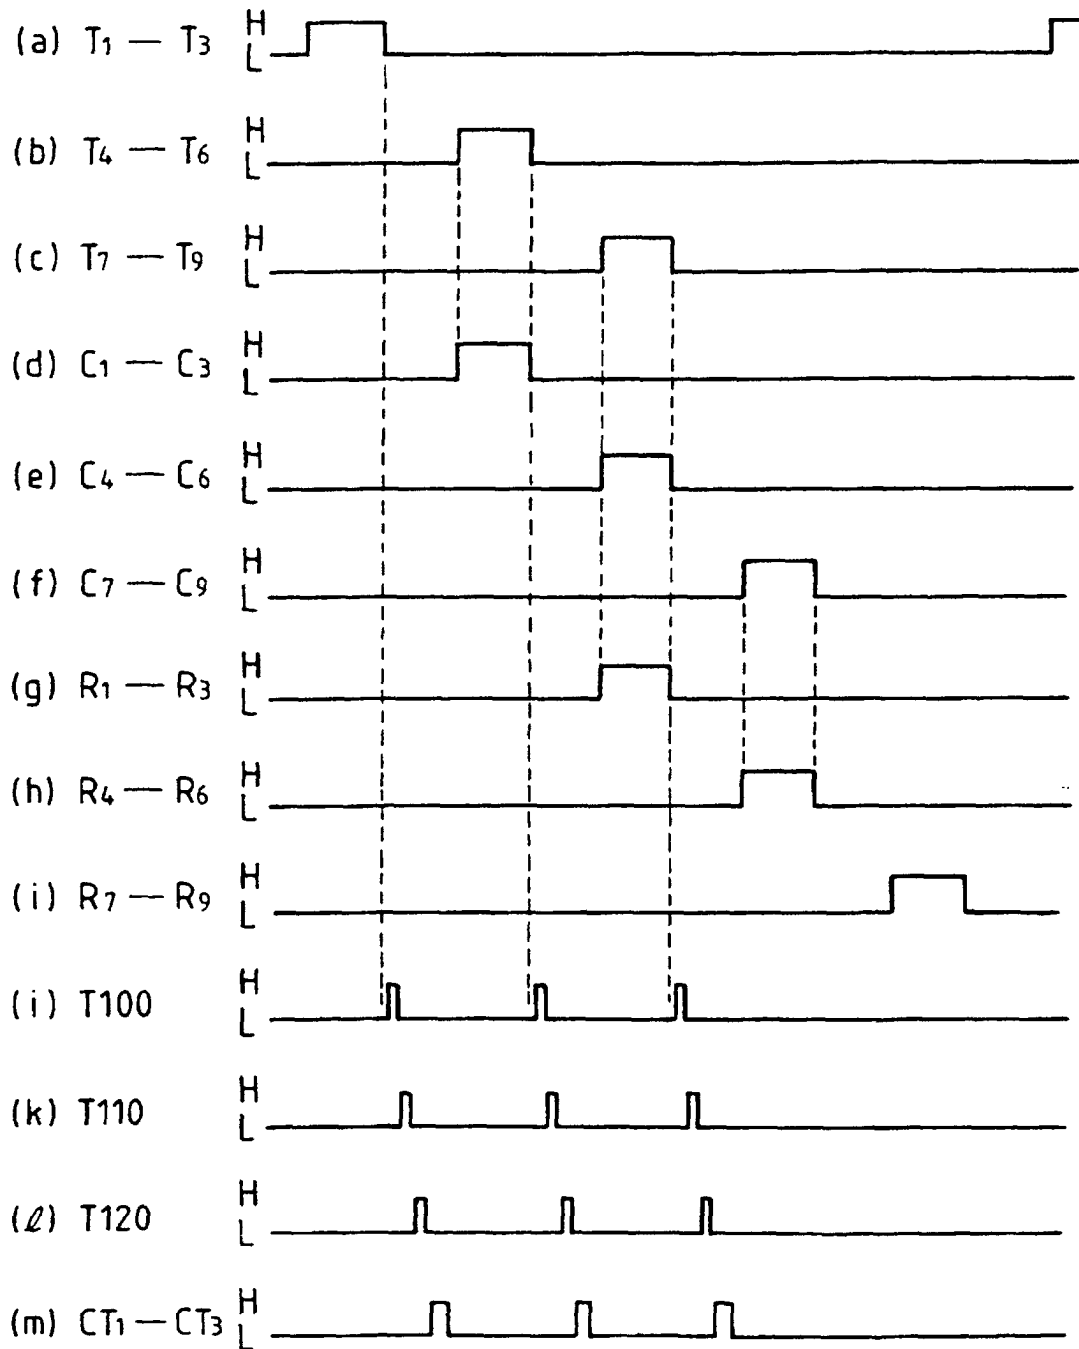 (a) T1 — T3 H L
(b) T4 — T6 H L
(c) T7 — T9 H L
(d) C1 — C3 H L
(e) C4 — C6 H L
(f) C7 — C9 H L
(g) R1 — R3 H L
(h) R4 — R6 H L
(i) R7 — R9 H L
(i) T100 H L
(k) T110 H L
(ℓ) T120 H L
(m) CT1 — CT3 H L